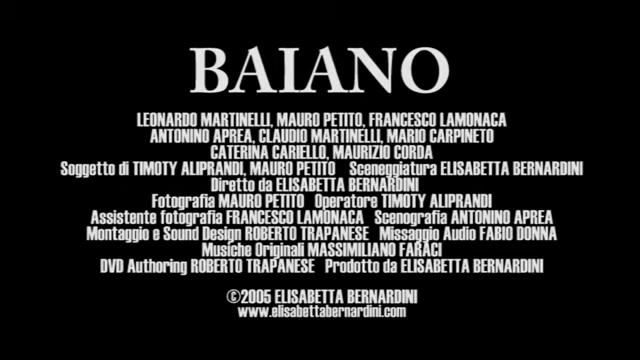 BAIANO
LEONARDO MARTINELLI, MAURO PETITO, FRANCESCO LAMONACA
ANTONINO APREA, CLAUDIO MARTINELLI, MARIO CARPINETO
CATERINA CARIELLO, MAURIZIO CORDA
Soggetto di TIMOTY ALIPRANDI, MAURO PETITO Sceneggiatura ELISABETTA BERNARDINI
Diretto da ELISABETTA BERNARDINI
Fotografia MAURO PETITO Operatore TIMOTY ALIPRANDI
Assistente fotografia FRANCESCO LAMONACA Scenografia ANTONINO APREA
Montaggio e Sound Design ROBERTO TRAPANESE Missaggio Audio FABIO DONNA
Musiche Originali MASSIMILIANO FARACI
DVD Authoring ROBERTO TRAPANESE Prodotto da ELISABETTA BERNARDINI
©2005 ELISABETTA BERNARDINI
www.elisabettabernardini.com